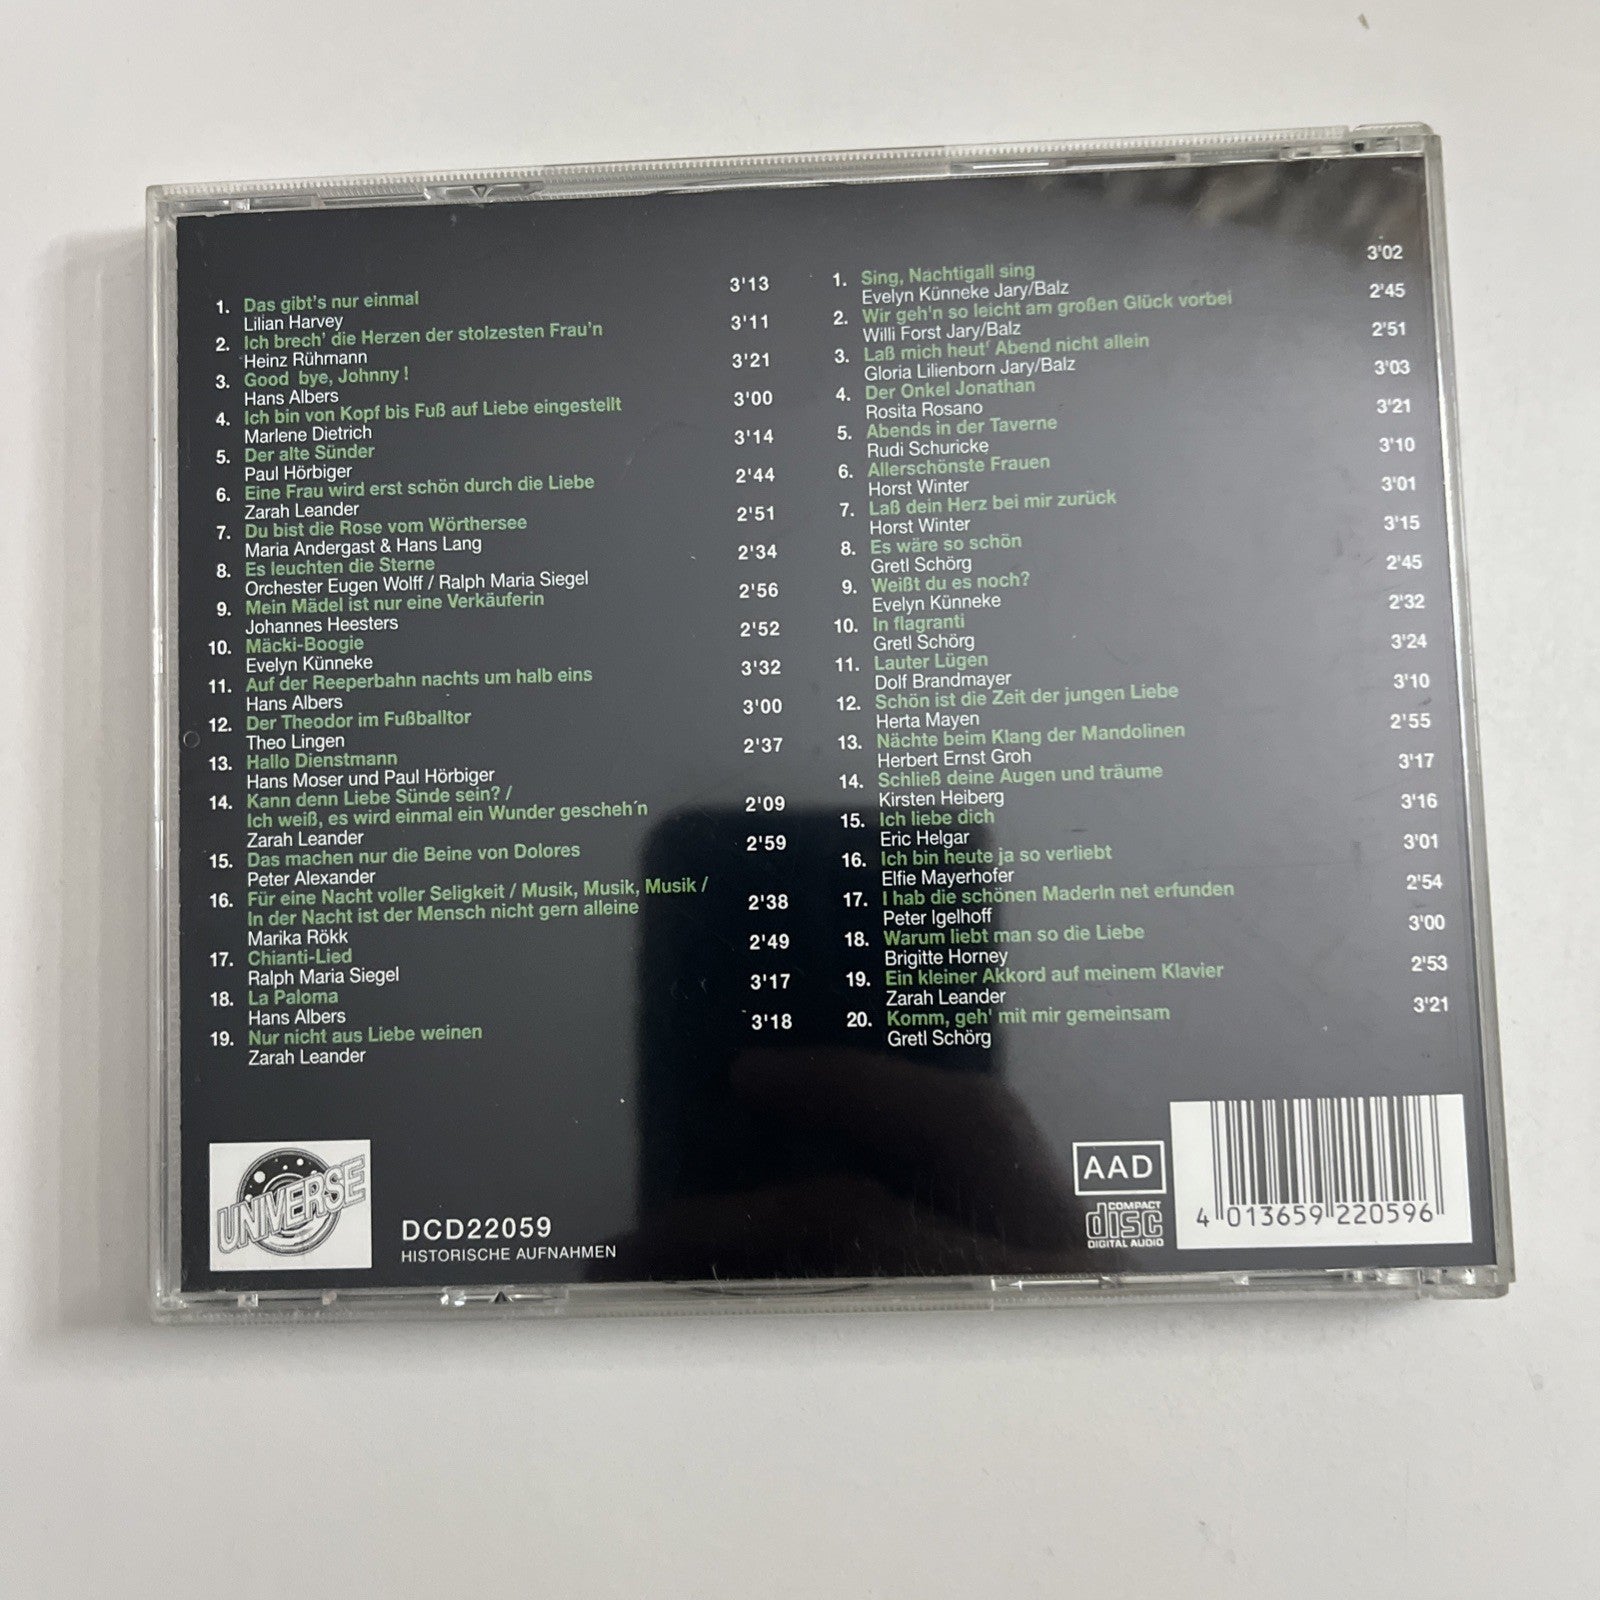 1. Das gibt's nur einmal 3'13
Lilian Harvey
2. Ich brech' die Herzen der stolzesten Frau'n 3'11
Heinz Rühmann
3. Good bye, Johnny ! 3'21
Hans Albers
4. Ich bin von Kopf bis Fuß auf Liebe eingestellt 3'00
Marlene Dietrich
5. Der alte Sünder 3'14
Paul Hörbiger
6. Eine Frau wird erst schön durch die Liebe 2'44
Zarah Leander
7. Du bist die Rose vom Wörthersee 2'51
Maria Andergast & Hans Lang
8. Es leuchten die Sterne 2'34
Orchester Eugen Wolff / Ralph Maria Siegel
9. Mein Mädel ist nur eine Verkäuferin 2'56
Johannes Heesters
10. Mäcki-Boogie 2'52
Evelyn Künneke
11. Auf der Reeperbahn nachts um halb eins 3'32
Hans Albers
12. Der Theodor im Fußballtor 3'00
Theo Lingen
13. Hallo Dienstmann 2'37
Hans Moser und Paul Hörbiger
14. Kann denn Liebe Sünde sein? /
Ich weiß, es wird einmal ein Wunder gescheh´n 2'09
Zarah Leander
15. Das machen nur die Beine von Dolores 2'59
Peter Alexander
16. Für eine Nacht voller Seligkeit / Musik, Musik, Musik /
In der Nacht ist der Mensch nicht gern alleine 2'38
Marika Rökk
17. Chianti-Lied 2'49
Ralph Maria Siegel
18. La Paloma 3'17
Hans Albers
19. Nur nicht aus Liebe weinen 3'18
Zarah Leander
1. Sing, Nachtigall sing 3'02
Evelyn Künneke Jary/Balz
2. Wir geh'n so leicht am großen Glück vorbei 2'45
Willi Forst Jary/Balz
3. Laß mich heut' Abend nicht allein 2'51
Gloria Lilienborn Jary/Balz
4. Der Onkel Jonathan 3'03
Rosita Rosano
5. Abends in der Taverne 3'21
Rudi Schuricke
6. Allerschönste Frauen 3'10
Horst Winter
7. Laß dein Herz bei mir zurück 3'01
Horst Winter
8. Es wäre so schön 3'15
Gretl Schörg
9. Weißt du es noch? 2'45
Evelyn Künneke
10. In flagranti 2'32
Gretl Schörg
11. Lauter Lügen 3'24
Dolf Brandmayer
12. Schön ist die Zeit der jungen Liebe 3'10
Herta Mayen
13. Nächte beim Klang der Mandolinen 2'55
Herbert Ernst Groh
14. Schließ deine Augen und träume 3'17
Kirsten Heiberg
15. Ich liebe dich 3'16
Eric Helgar
16. Ich bin heute ja so verliebt 3'01
Elfie Mayerhofer
17. I hab die schönen Maderln net erfunden 2'54
Peter Igelhoff
18. Warum liebt man so die Liebe 3'00
Brigitte Horney
19. Ein kleiner Akkord auf meinem Klavier 2'53
Zarah Leander
20. Komm, geh' mit mir gemeinsam 3'21
Gretl Schörg
UNIVERSE
DCD22059
HISTORISCHE AUFNAHMEN
AAD
COMPACT
disc
DIGITAL AUDIO
4 013659 220596